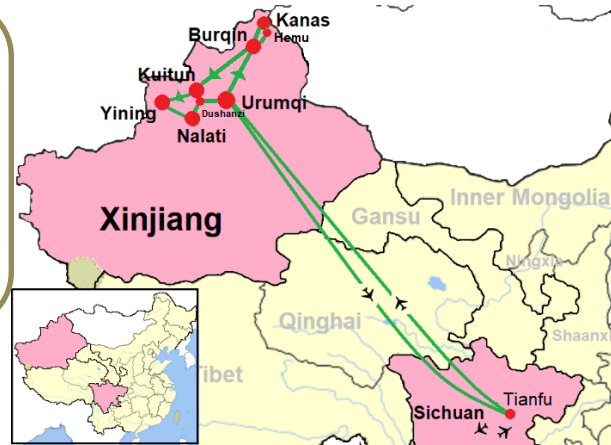 Kanas
Hemu
Burqin
Kuitun
Urumqi
Yining
Dushanzi
Nalati
Xinjiang
Inner Mongolia
Gansu
Ningxia
Qinghai
Shaanxi
Tibet
Tianfu
Sichuan